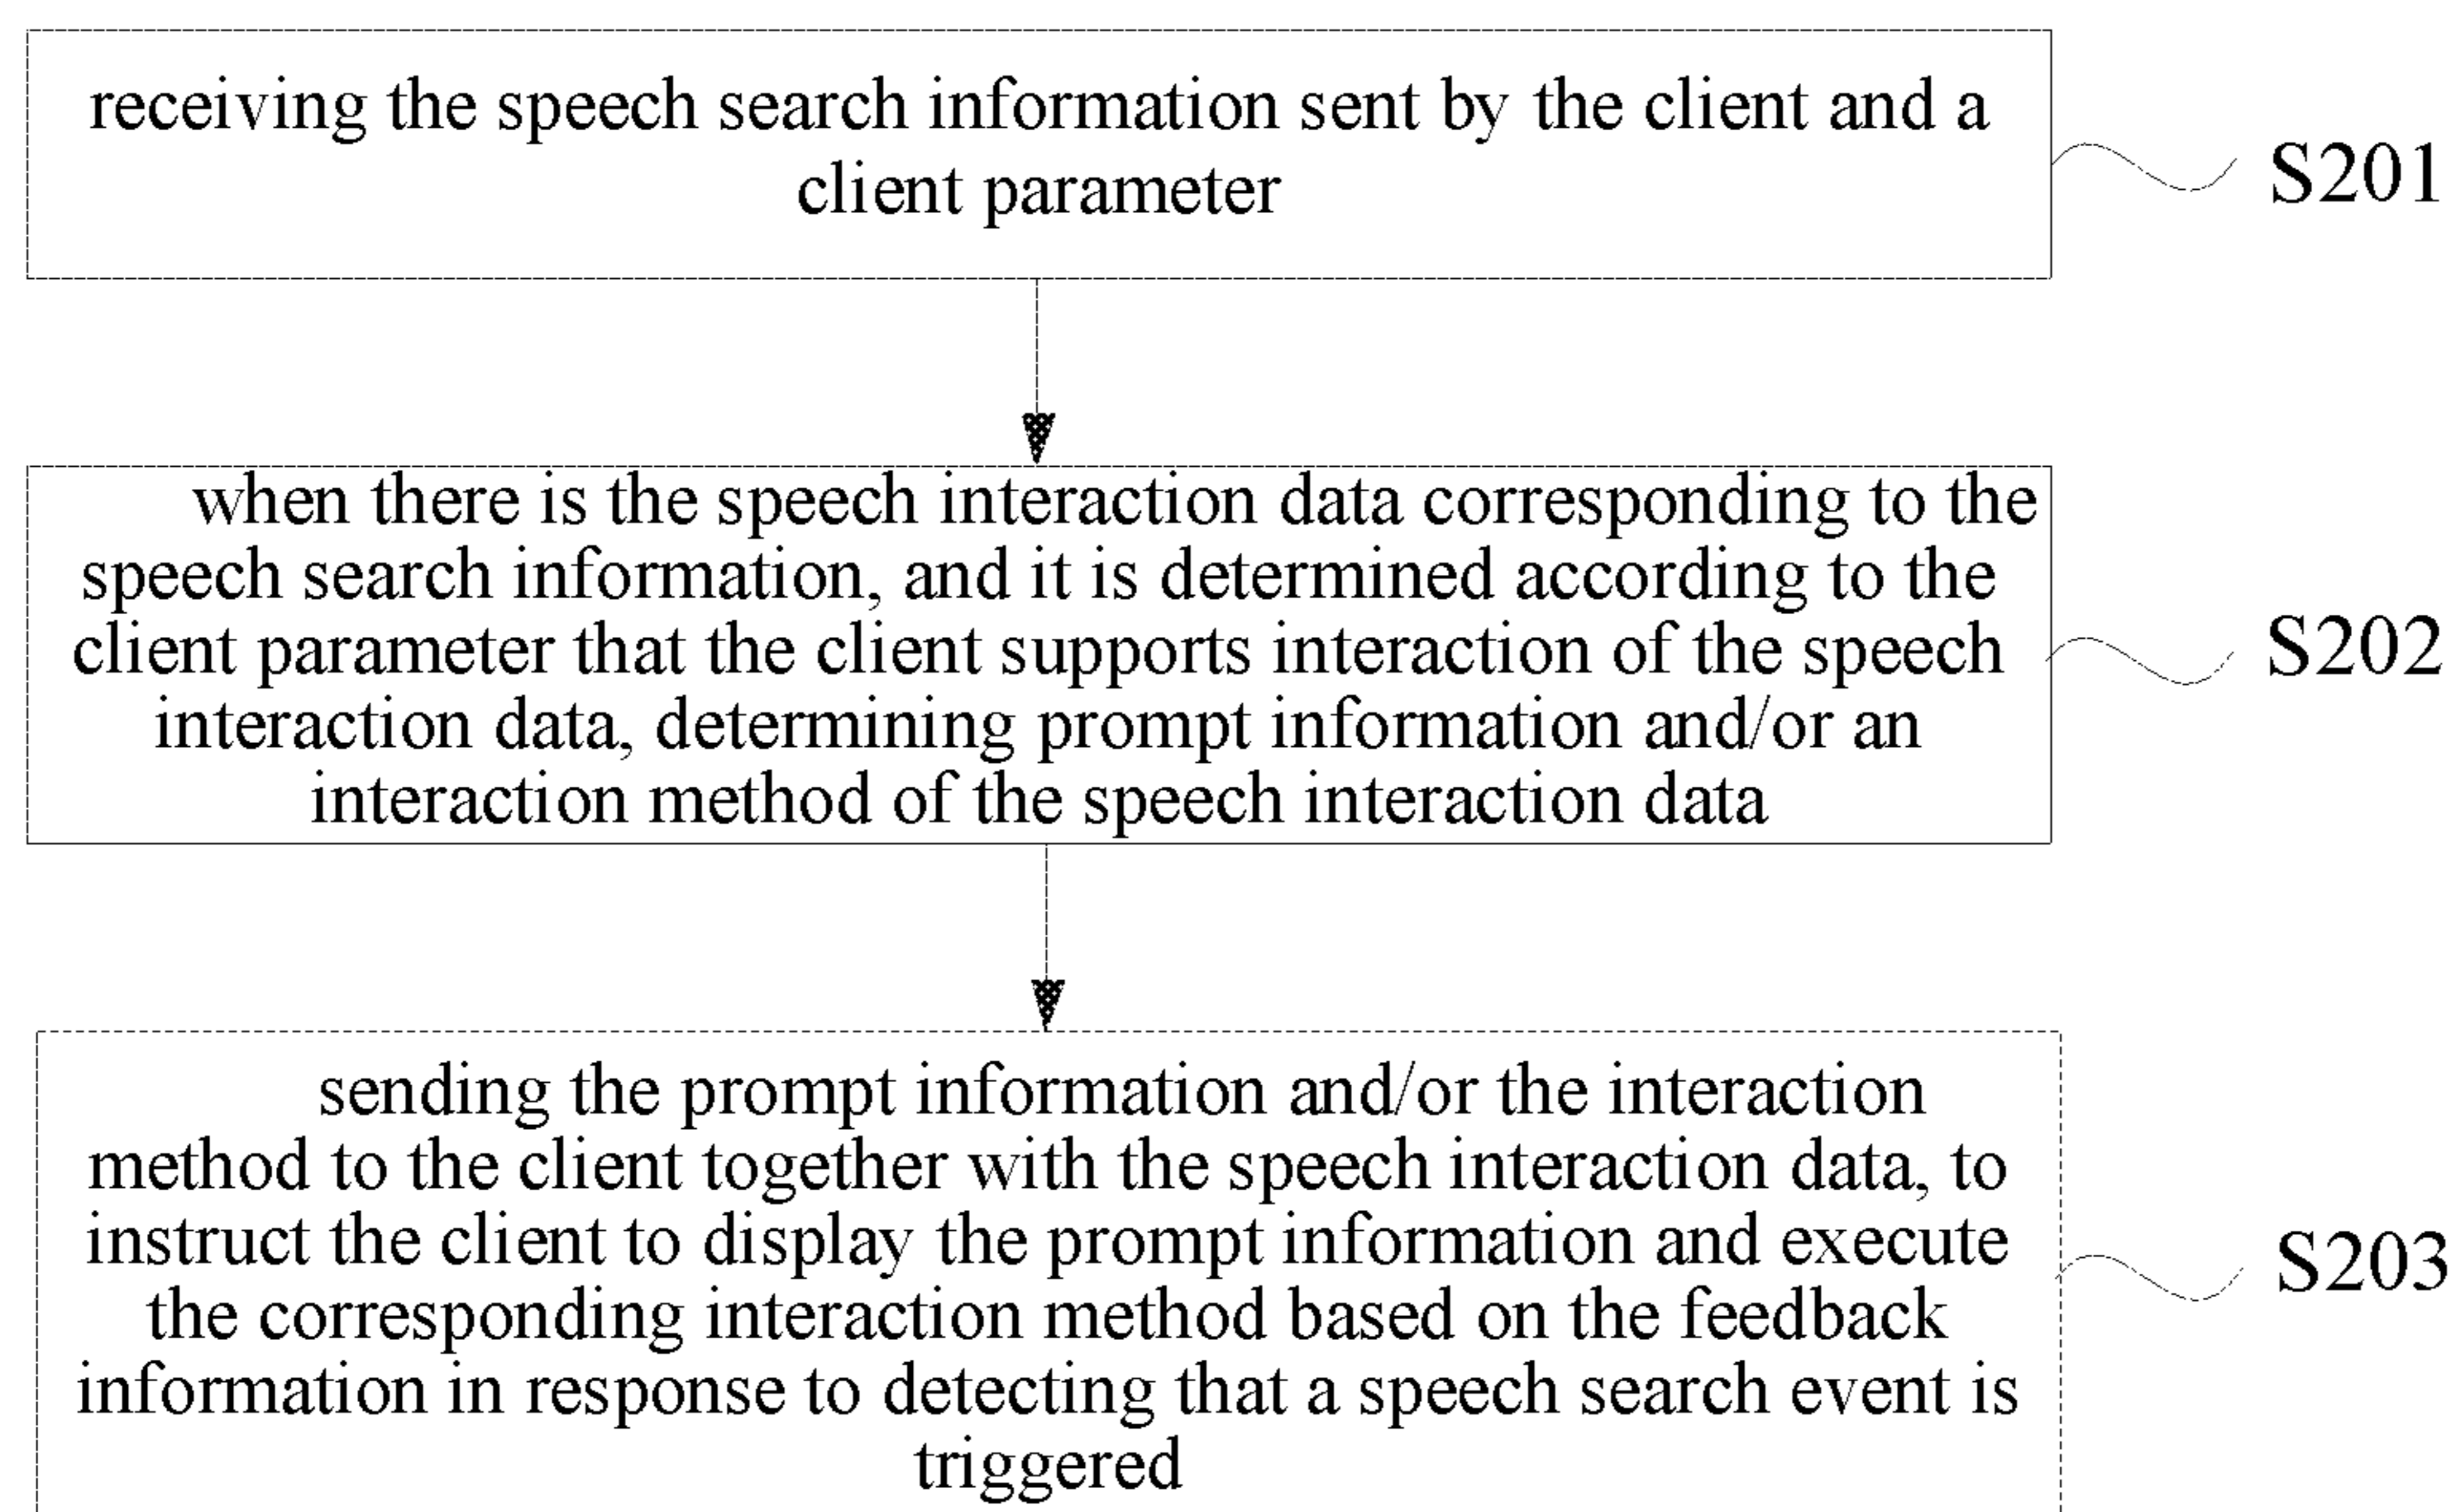 receiving the speech search information sent by the client and a
client parameter
S201
when there is the speech interaction data corresponding to the
speech search information, and it is determined according to the
client parameter that the client supports interaction of the speech
interaction data, determining prompt information and/or an
interaction method of the speech interaction data
S202
sending the prompt information and/or the interaction
method to the client together with the speech interaction data, to
instruct the client to display the prompt information and execute
the corresponding interaction method based on the feedback
information in response to detecting that a speech search event is
triggered
S203